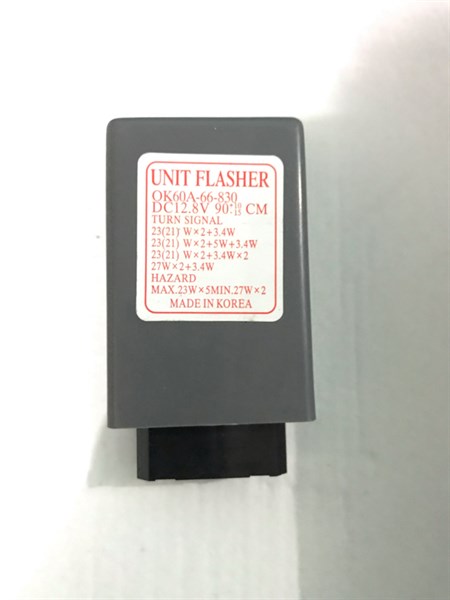 UNIT FLASHER
OK60A-66-830
DC12.8V 90 CM
TURN SIGNAL
23(21) W×2+3.4W
23(21) W×2+5W+3.4W
23(21) W×2+3.4W×2
27W×2+3.4W
HAZARD
MAX.23W×5MIN.27W×2
MADE IN KOREA